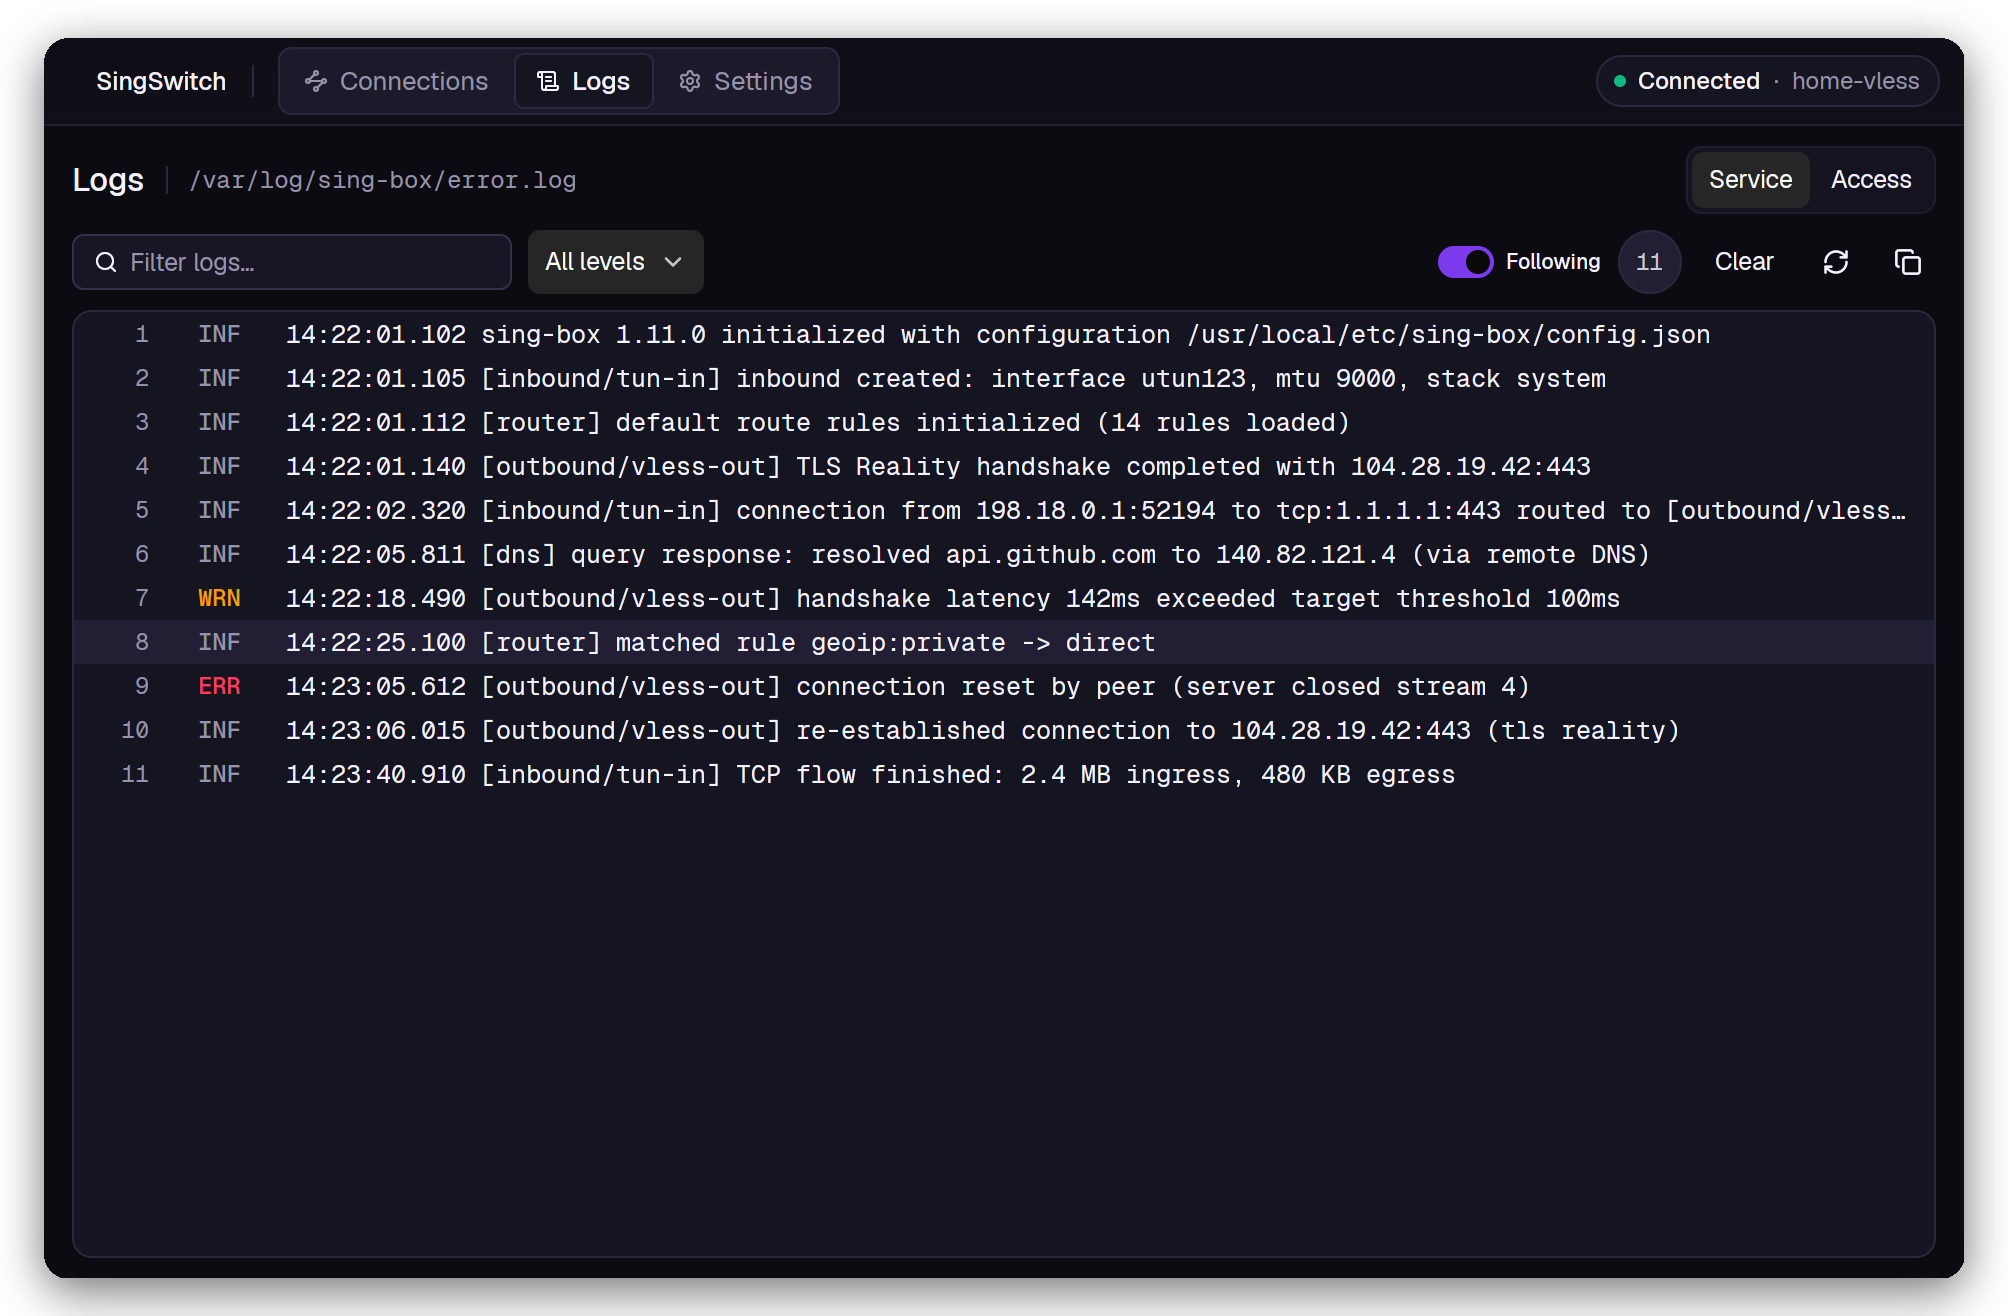 SingSwitch Connections Logs Settings Connected · home-vless
Logs /var/log/sing-box/error.log Service Access
Filter logs... All levels Following 11 Clear
1 INF 14:22:01.102 sing-box 1.11.0 initialized with configuration /usr/local/etc/sing-box/config.json
2 INF 14:22:01.105 [inbound/tun-in] inbound created: interface utun123, mtu 9000, stack system
3 INF 14:22:01.112 [router] default route rules initialized (14 rules loaded)
4 INF 14:22:01.140 [outbound/vless-out] TLS Reality handshake completed with 104.28.19.42:443
5 INF 14:22:02.320 [inbound/tun-in] connection from 198.18.0.1:52194 to tcp:1.1.1.1:443 routed to [outbound/vless…
6 INF 14:22:05.811 [dns] query response: resolved api.github.com to 140.82.121.4 (via remote DNS)
7 WRN 14:22:18.490 [outbound/vless-out] handshake latency 142ms exceeded target threshold 100ms
8 INF 14:22:25.100 [router] matched rule geoip:private -> direct
9 ERR 14:23:05.612 [outbound/vless-out] connection reset by peer (server closed stream 4)
10 INF 14:23:06.015 [outbound/vless-out] re-established connection to 104.28.19.42:443 (tls reality)
11 INF 14:23:40.910 [inbound/tun-in] TCP flow finished: 2.4 MB ingress, 480 KB egress